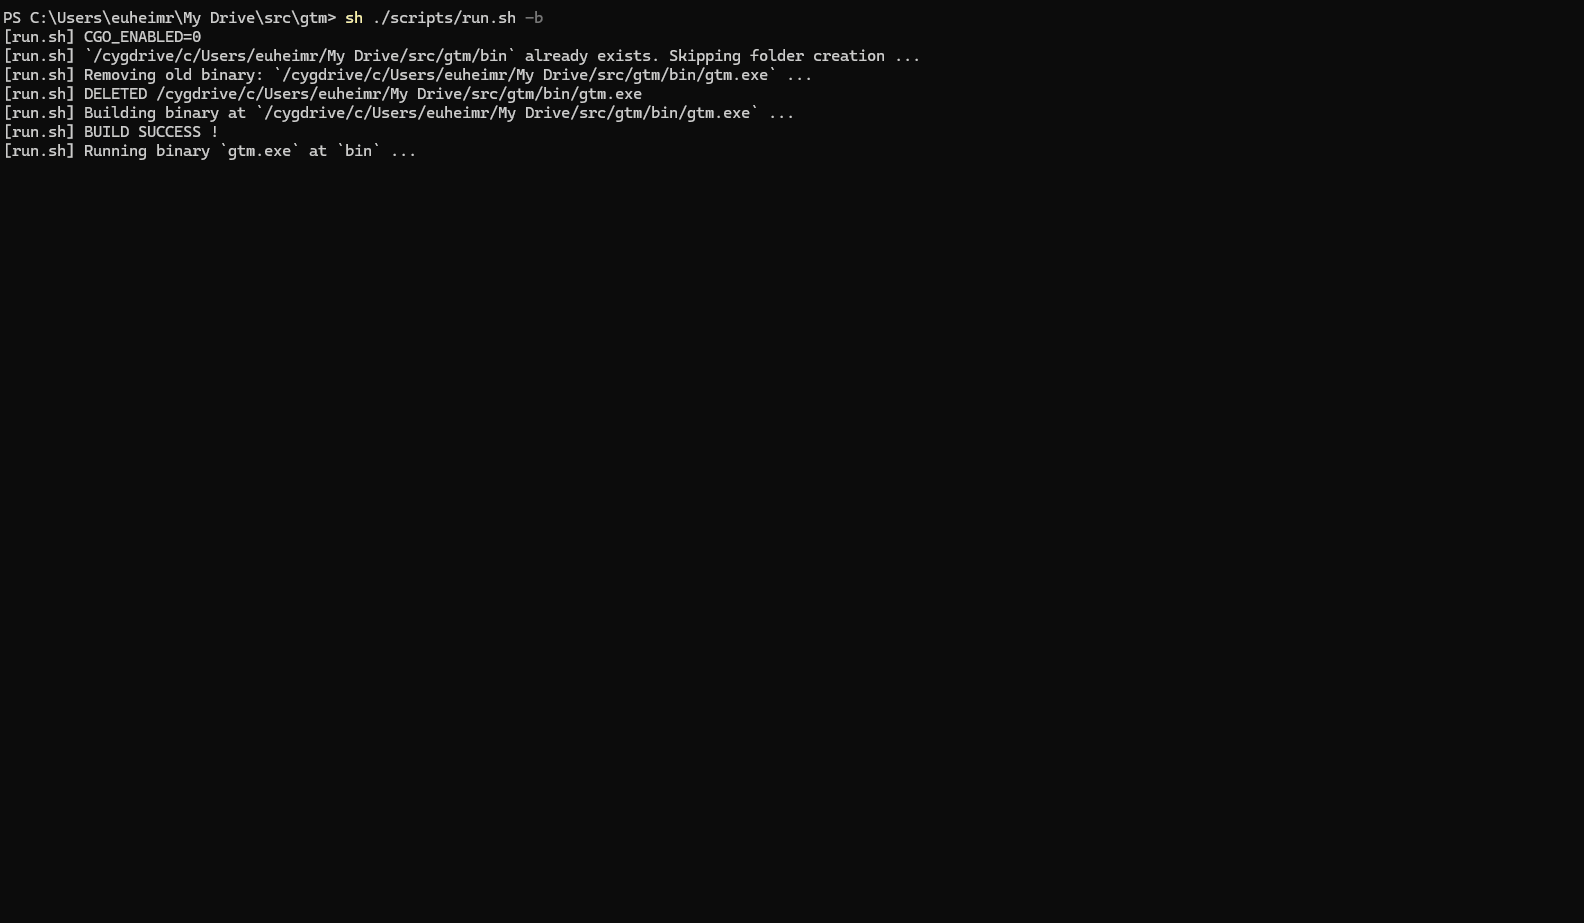 PS C:\Users\euheimr\My Drive\src\gtm> sh ./scripts/run.sh -b
[run.sh] CGO_ENABLED=0
[run.sh] `/cygdrive/c/Users/euheimr/My Drive/src/gtm/bin` already exists. Skipping folder creation ...
[run.sh] Removing old binary: `/cygdrive/c/Users/euheimr/My Drive/src/gtm/bin/gtm.exe` ...
[run.sh] DELETED /cygdrive/c/Users/euheimr/My Drive/src/gtm/bin/gtm.exe
[run.sh] Building binary at `/cygdrive/c/Users/euheimr/My Drive/src/gtm/bin/gtm.exe` ...
[run.sh] BUILD SUCCESS !
[run.sh] Running binary `gtm.exe` at `bin` ...